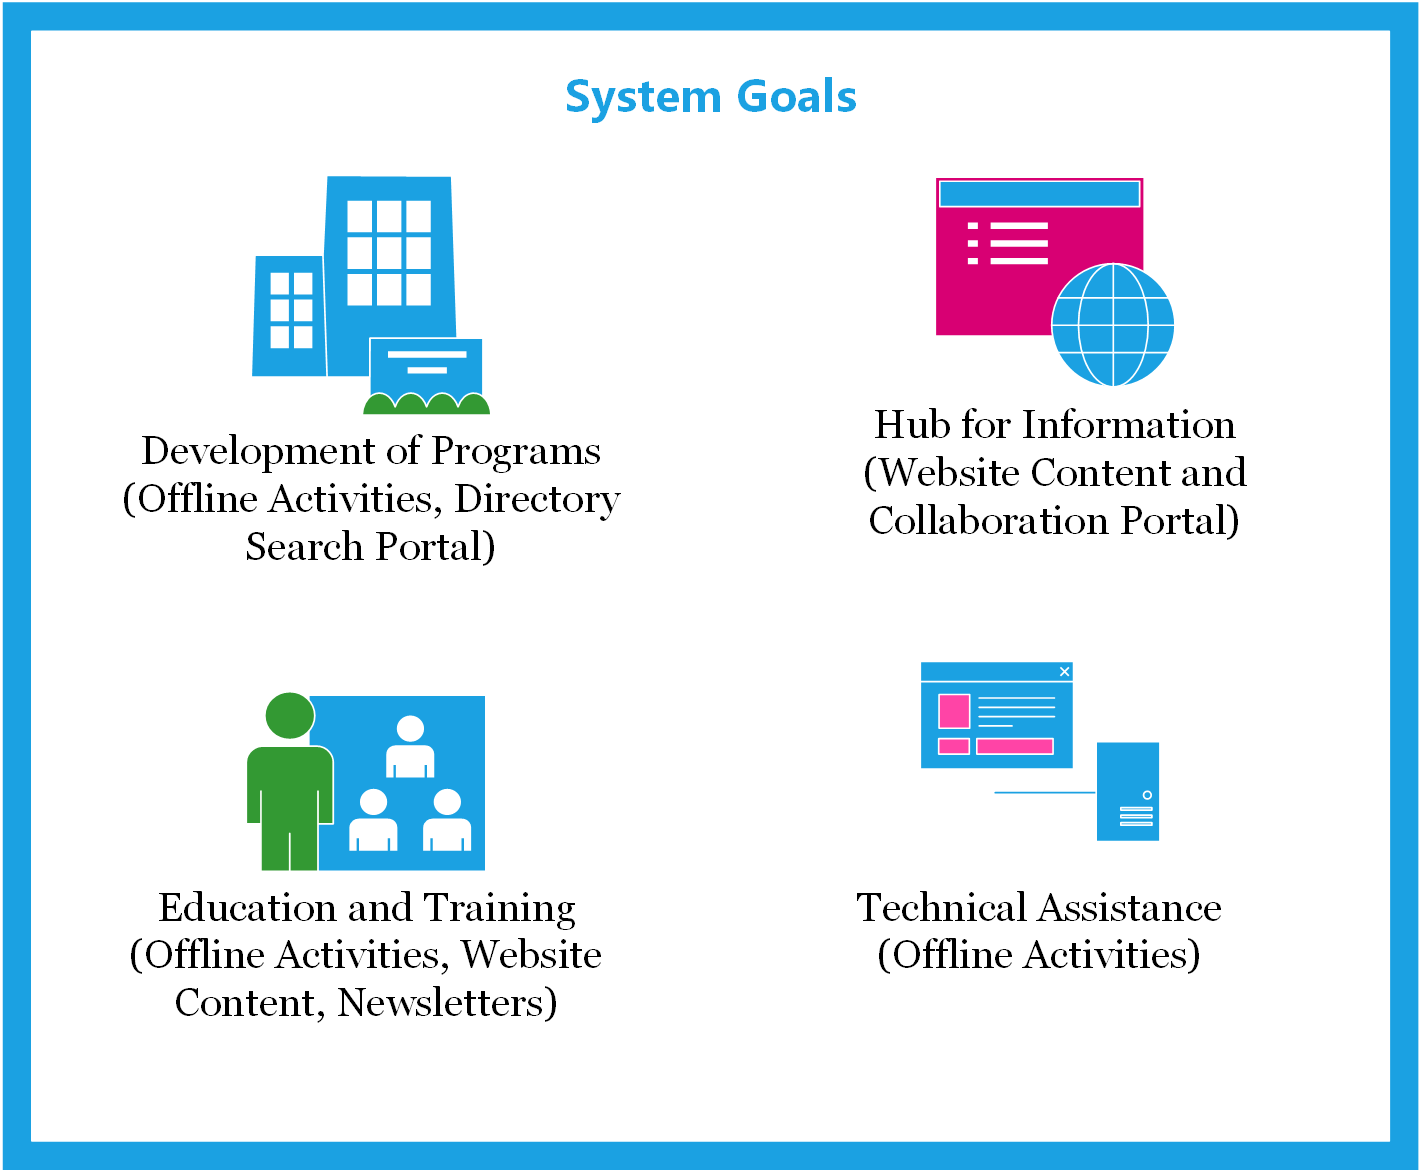 System Goals
Development of Programs
(Offline Activities, Directory
Search Portal)
Hub for Information
(Website Content and
Collaboration Portal)
Education and Training
(Offline Activities, Website
Content, Newsletters)
Technical Assistance
(Offline Activities)